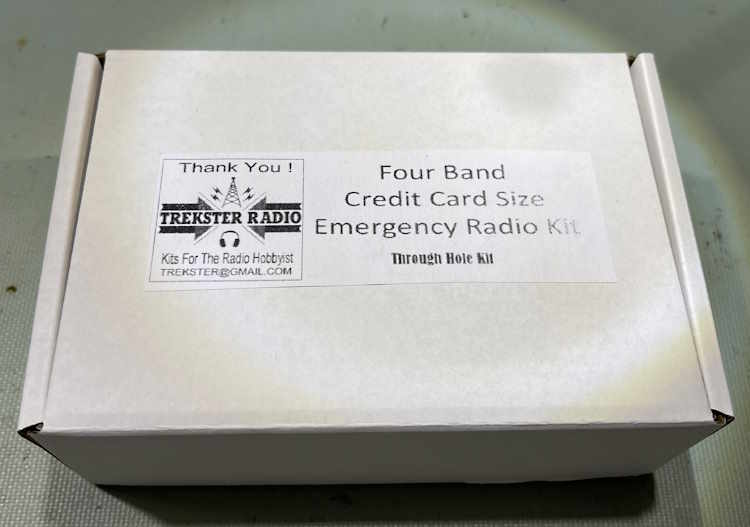 Thank You !
TREKSTER RADIO
Kits For The Radio Hobbyist
TREKSTER@GMAIL.COM
Four Band
Credit Card Size
Emergency Radio Kit
Through Hole Kit